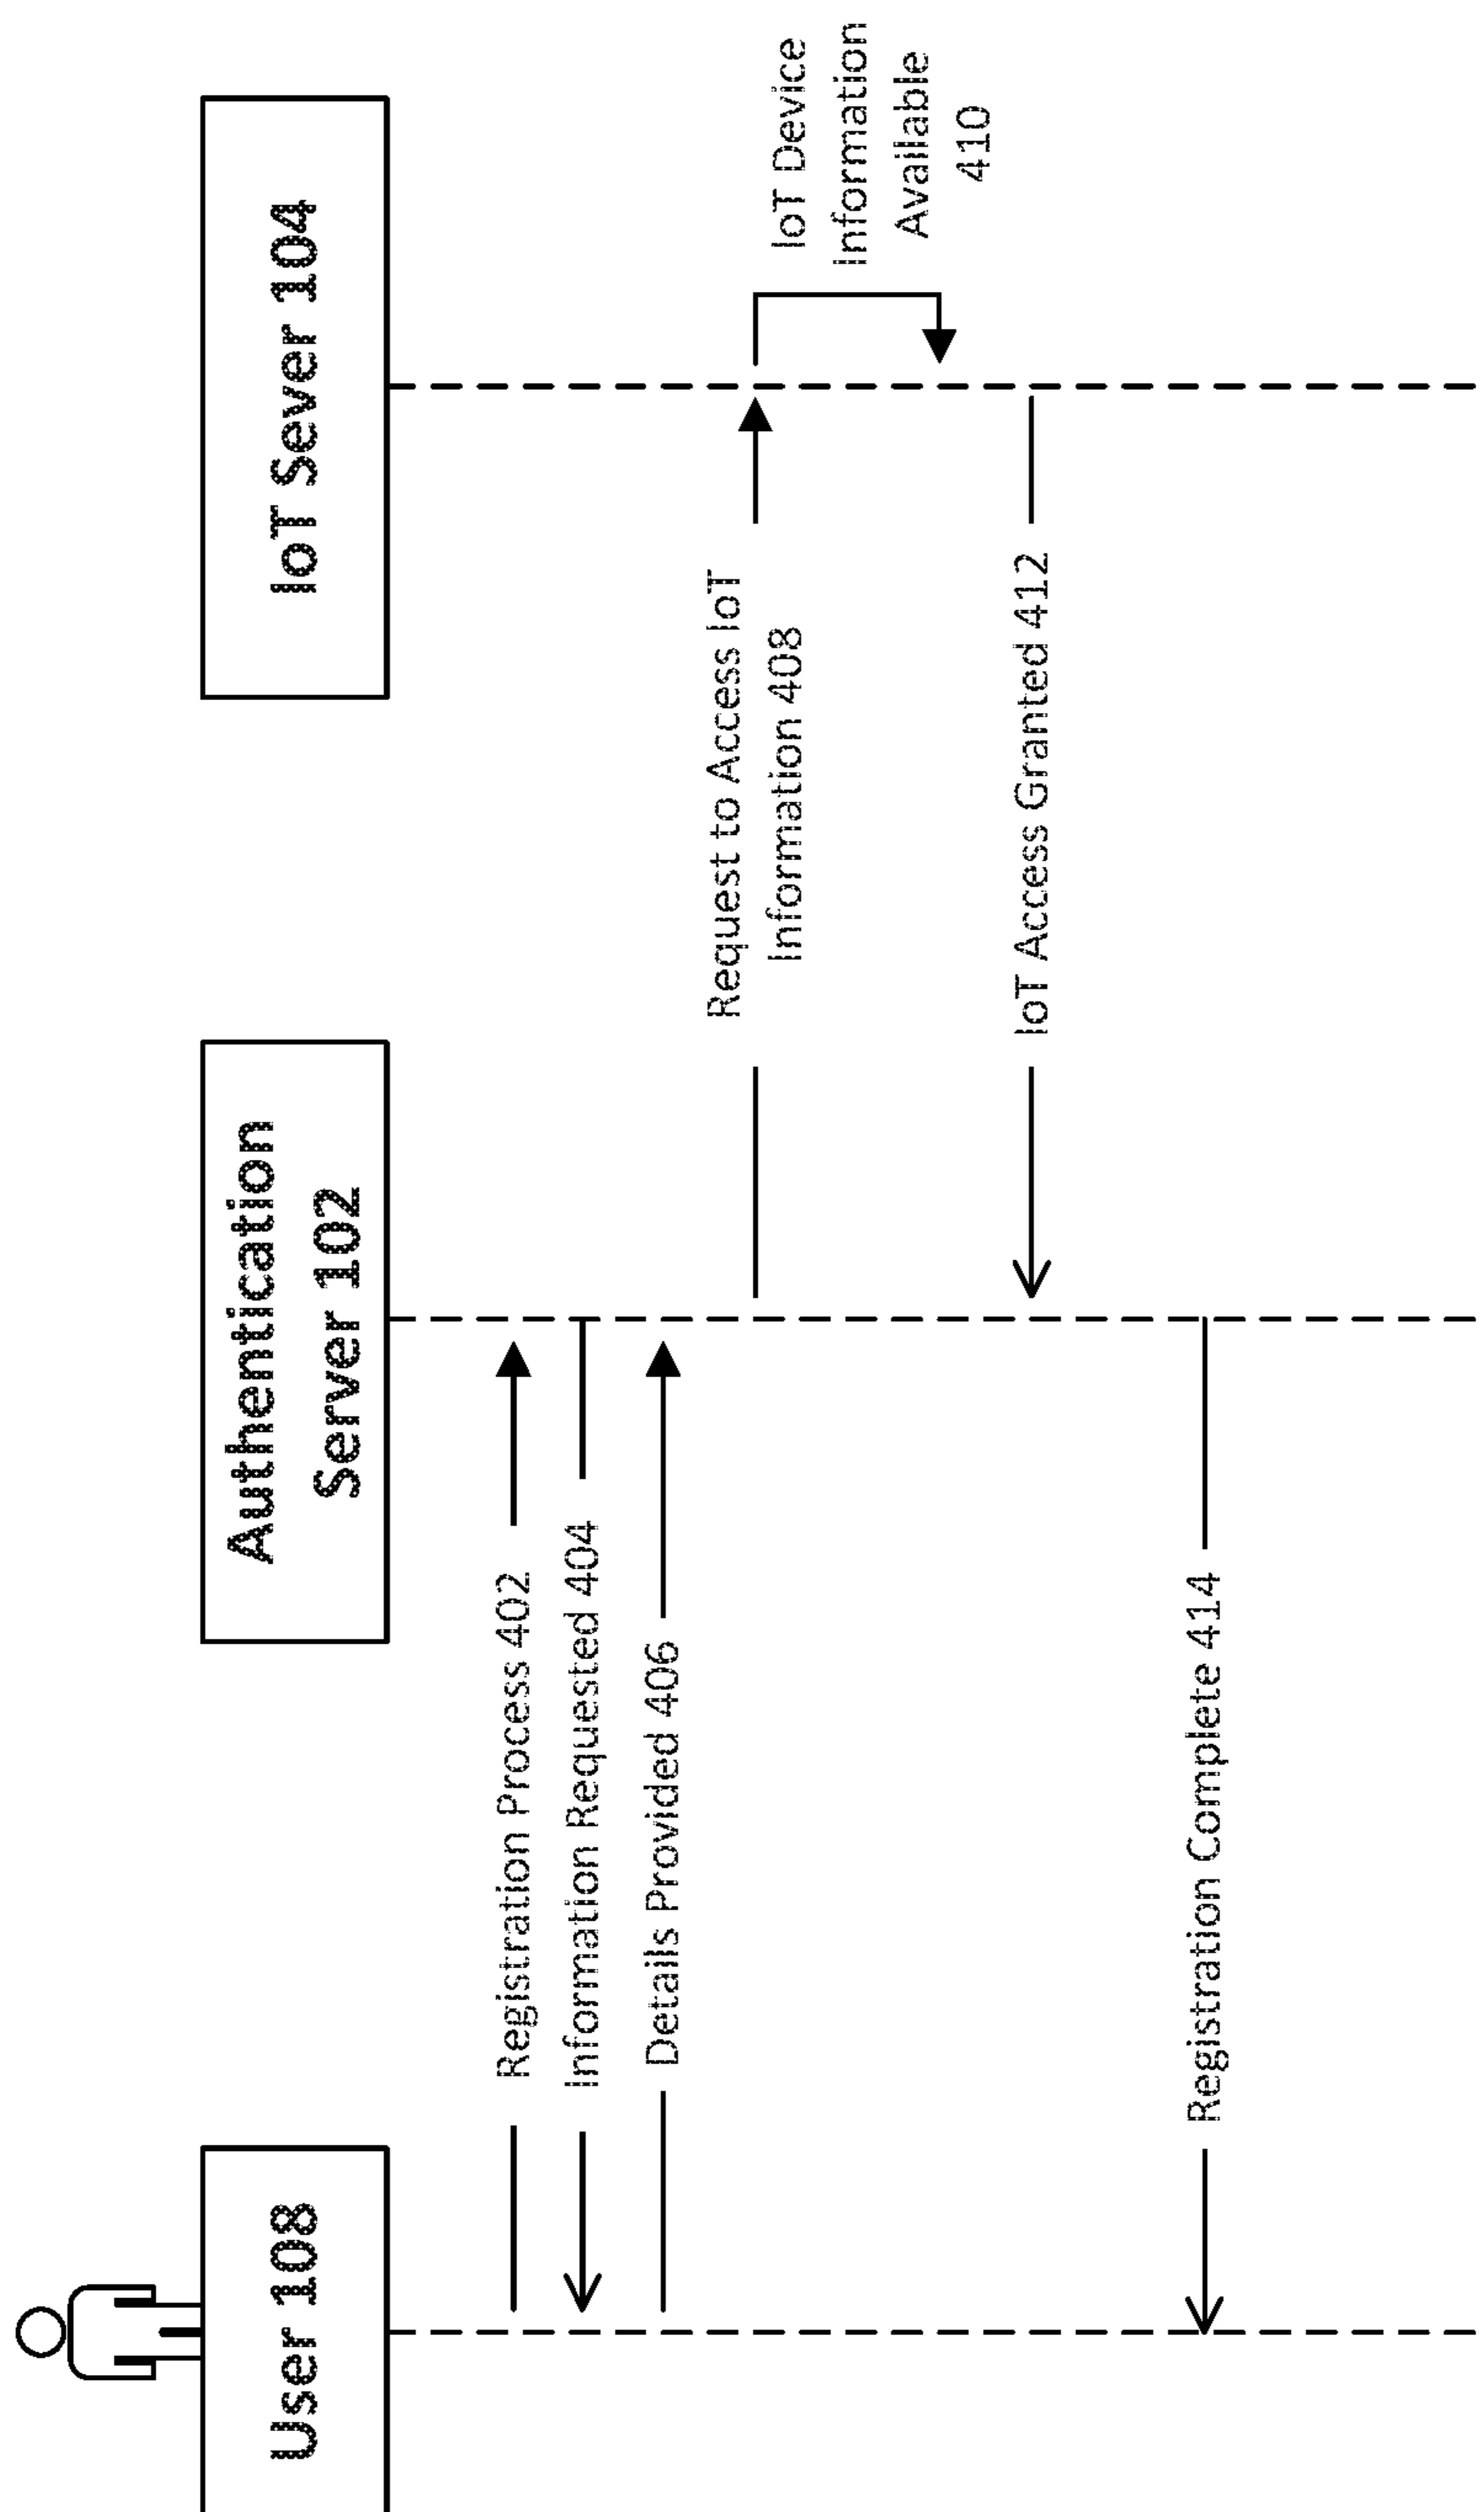 User 108
Authentication
Server 102
IoT Sever 104
Registration Process 402
Information Requested 404
Details Provided 406
Request to Access IoT
Information 408
IoT Device
Information
Available
410
IoT Access Granted 412
Registration Complete 414